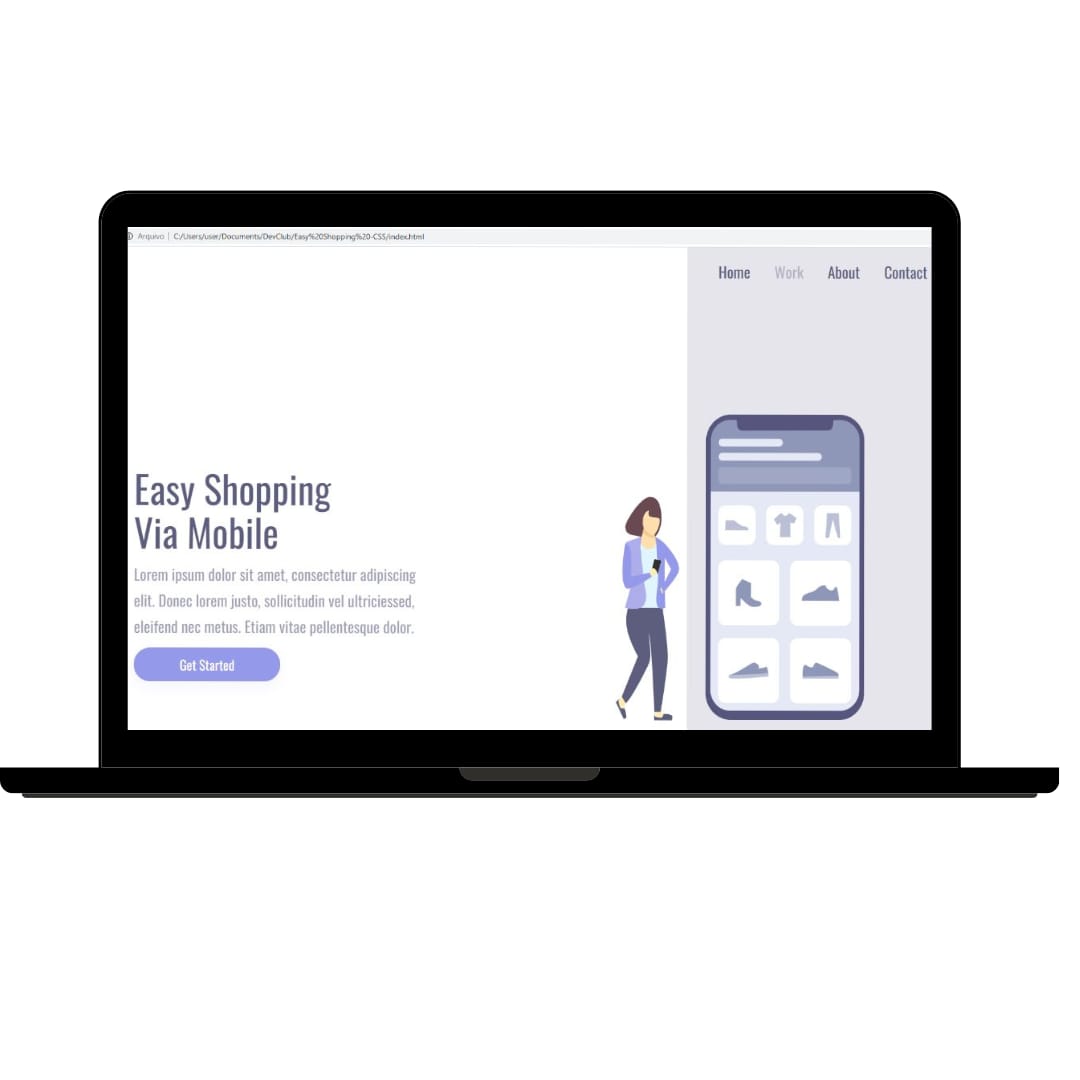 Arquivo | C:/Users/user/Documents/DevClub/Easy%20Shopping%20-CSS/index.html
Home Work About Contact
Easy Shopping
Via Mobile
Lorem ipsum dolor sit amet, consectetur adipiscing
elit. Donec lorem justo, sollicitudin vel ultriciessed,
eleifend nec metus. Etiam vitae pellentesque dolor.
Get Started